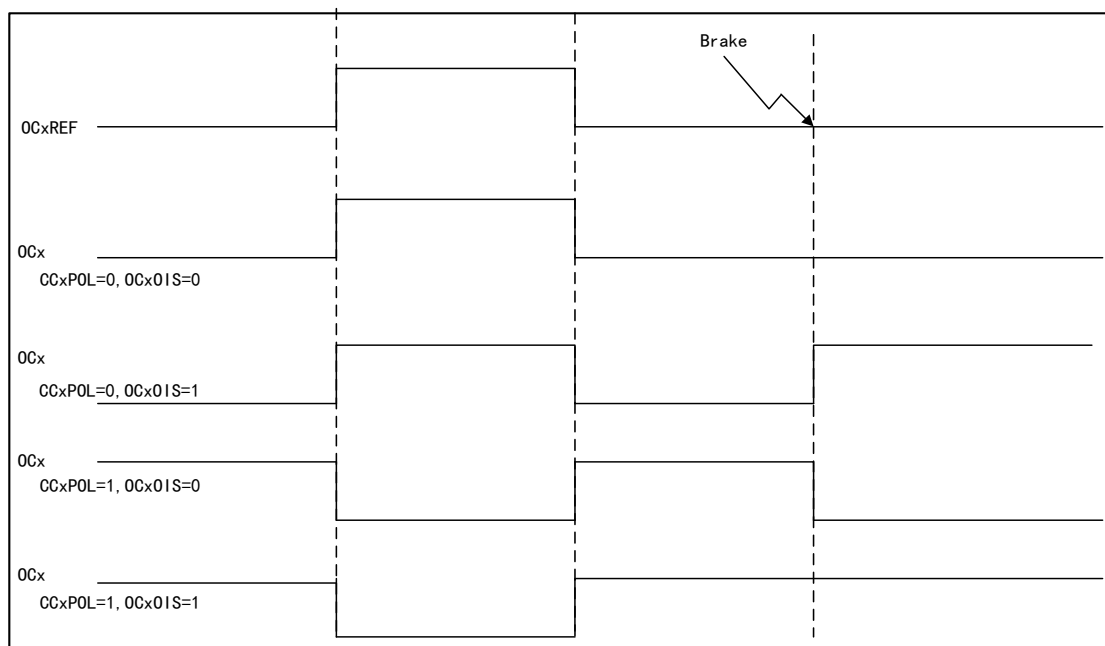 Brake
OCxREF
OCx
CCxPOL=0,OCxOIS=0
OCx
CCxPOL=0,OCxOIS=1
OCx
CCxPOL=1,OCxOIS=0
OCx
CCxPOL=1,OCxOIS=1